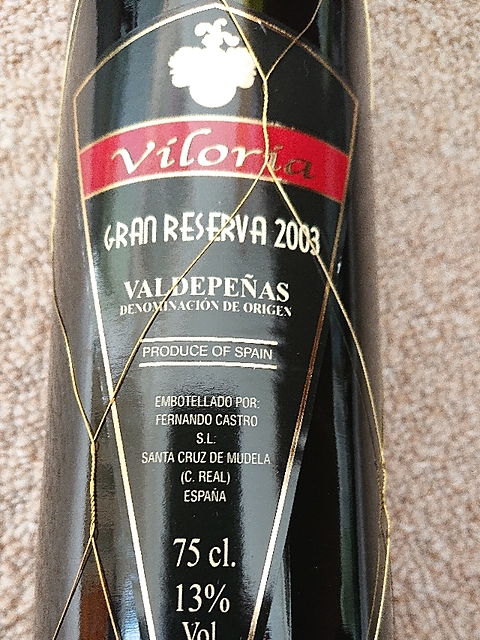 Viloria
GRAN RESERVA 2003
VALDEPEÑAS
DENOMINACIÓN DE ORIGEN
PRODUCE OF SPAIN
EMBOTELLADO POR:
FERNANDO CASTRO
S.L.
SANTA CRUZ DE MUDELA
(C. REAL)
ESPAÑA
75 cl.
13%
Vol